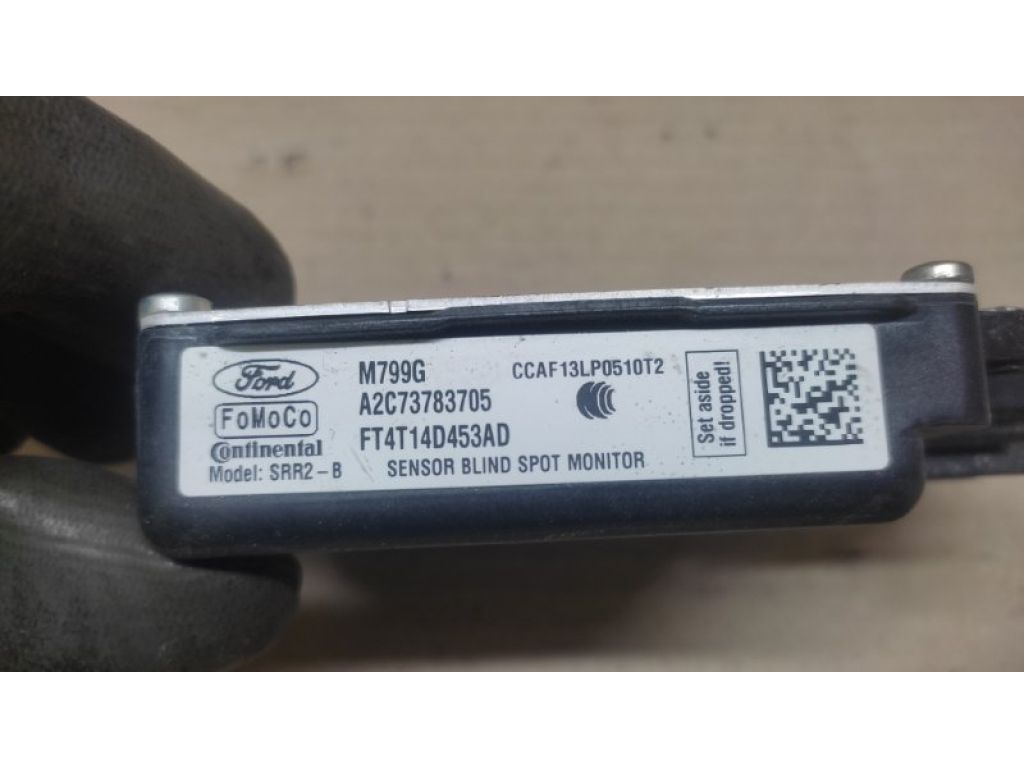 Ford
FoMoCo
Continental
Model: SRR2-B
M799G
A2C73783705
FT4T14D453AD
SENSOR BLIND SPOT MONITOR
CCAF13LP0510T2
Set aside
if dropped!